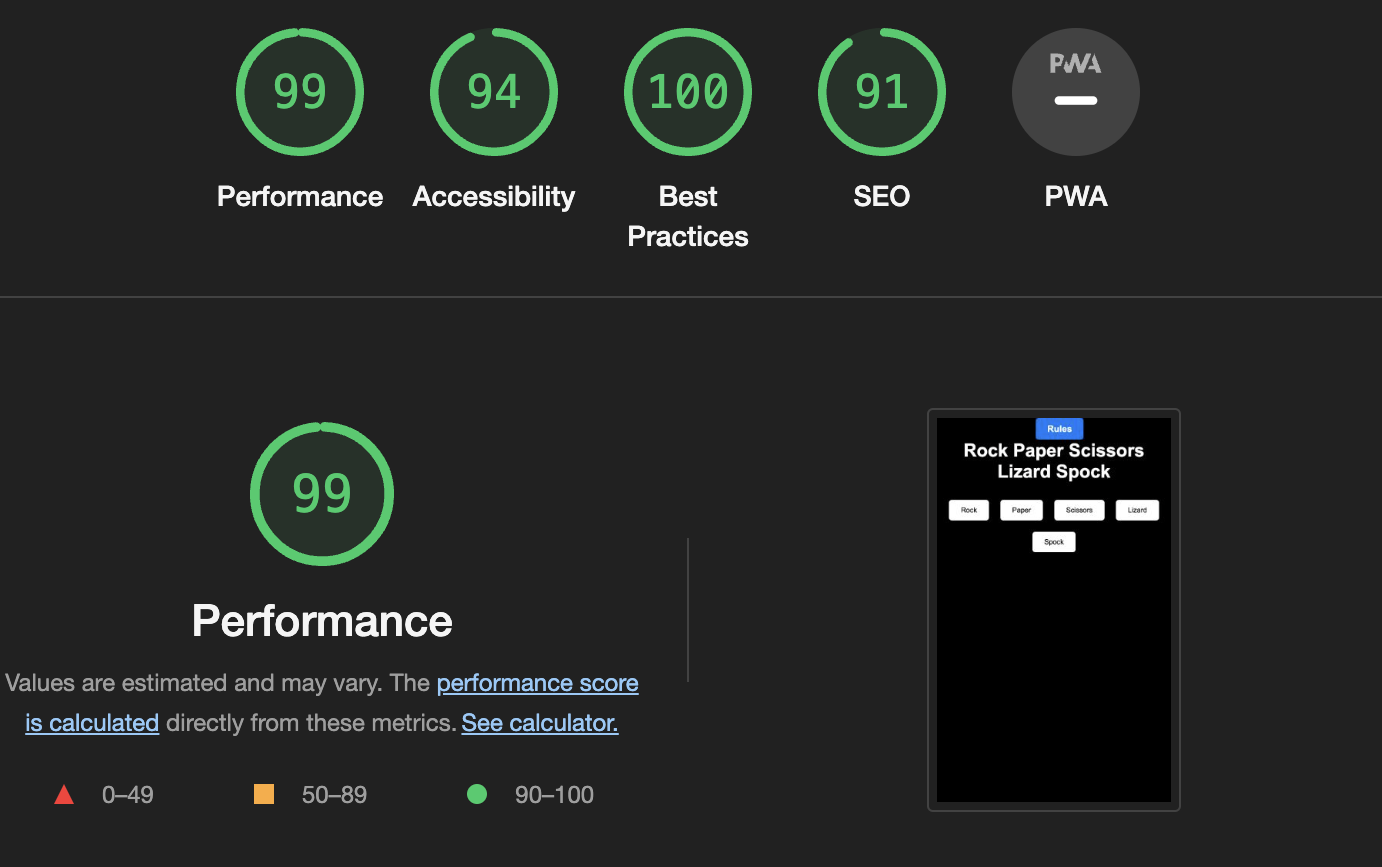 99
94
100
91
PWA
Performance
Accessibility
Best
Practices
SEO
PWA
99
Performance
Values are estimated and may vary. The performance score
is calculated directly from these metrics. See calculator.
0–49
50–89
90–100
Rules
Rock Paper Scissors
Lizard Spock
Rock
Paper
Scissors
Lizard
Spock